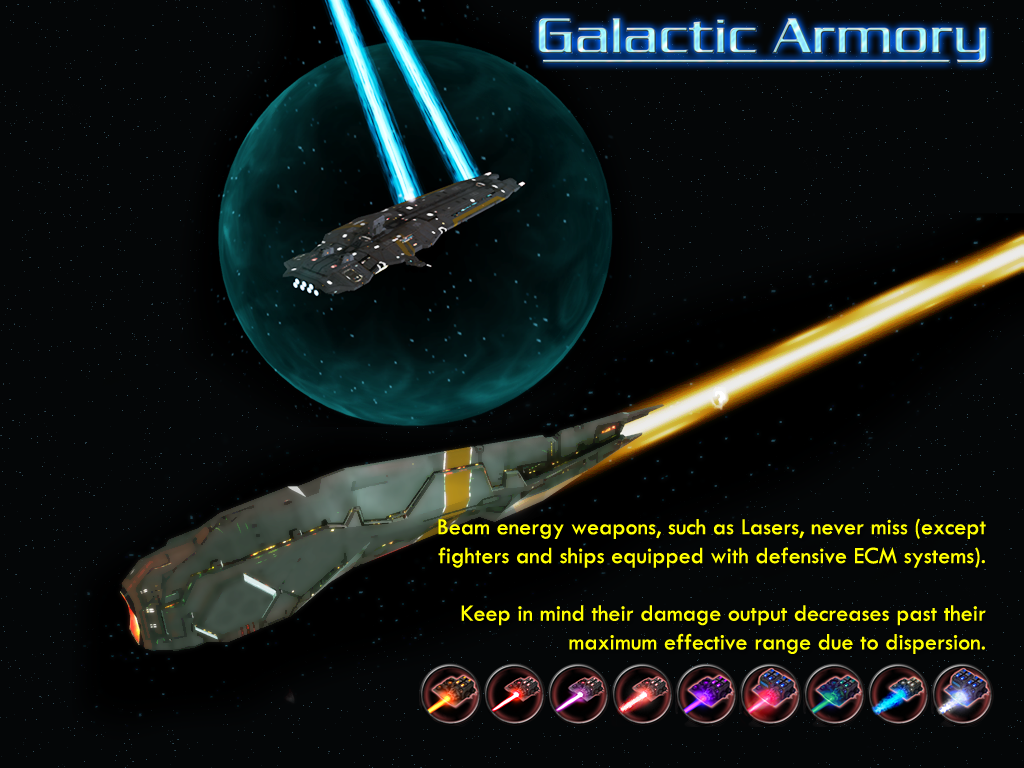 Galactic Armory
Beam energy weapons, such as Lasers, never miss (except
fighters and ships equipped with defensive ECM systems).
Keep in mind their damage output decreases past their
maximum effective range due to dispersion.